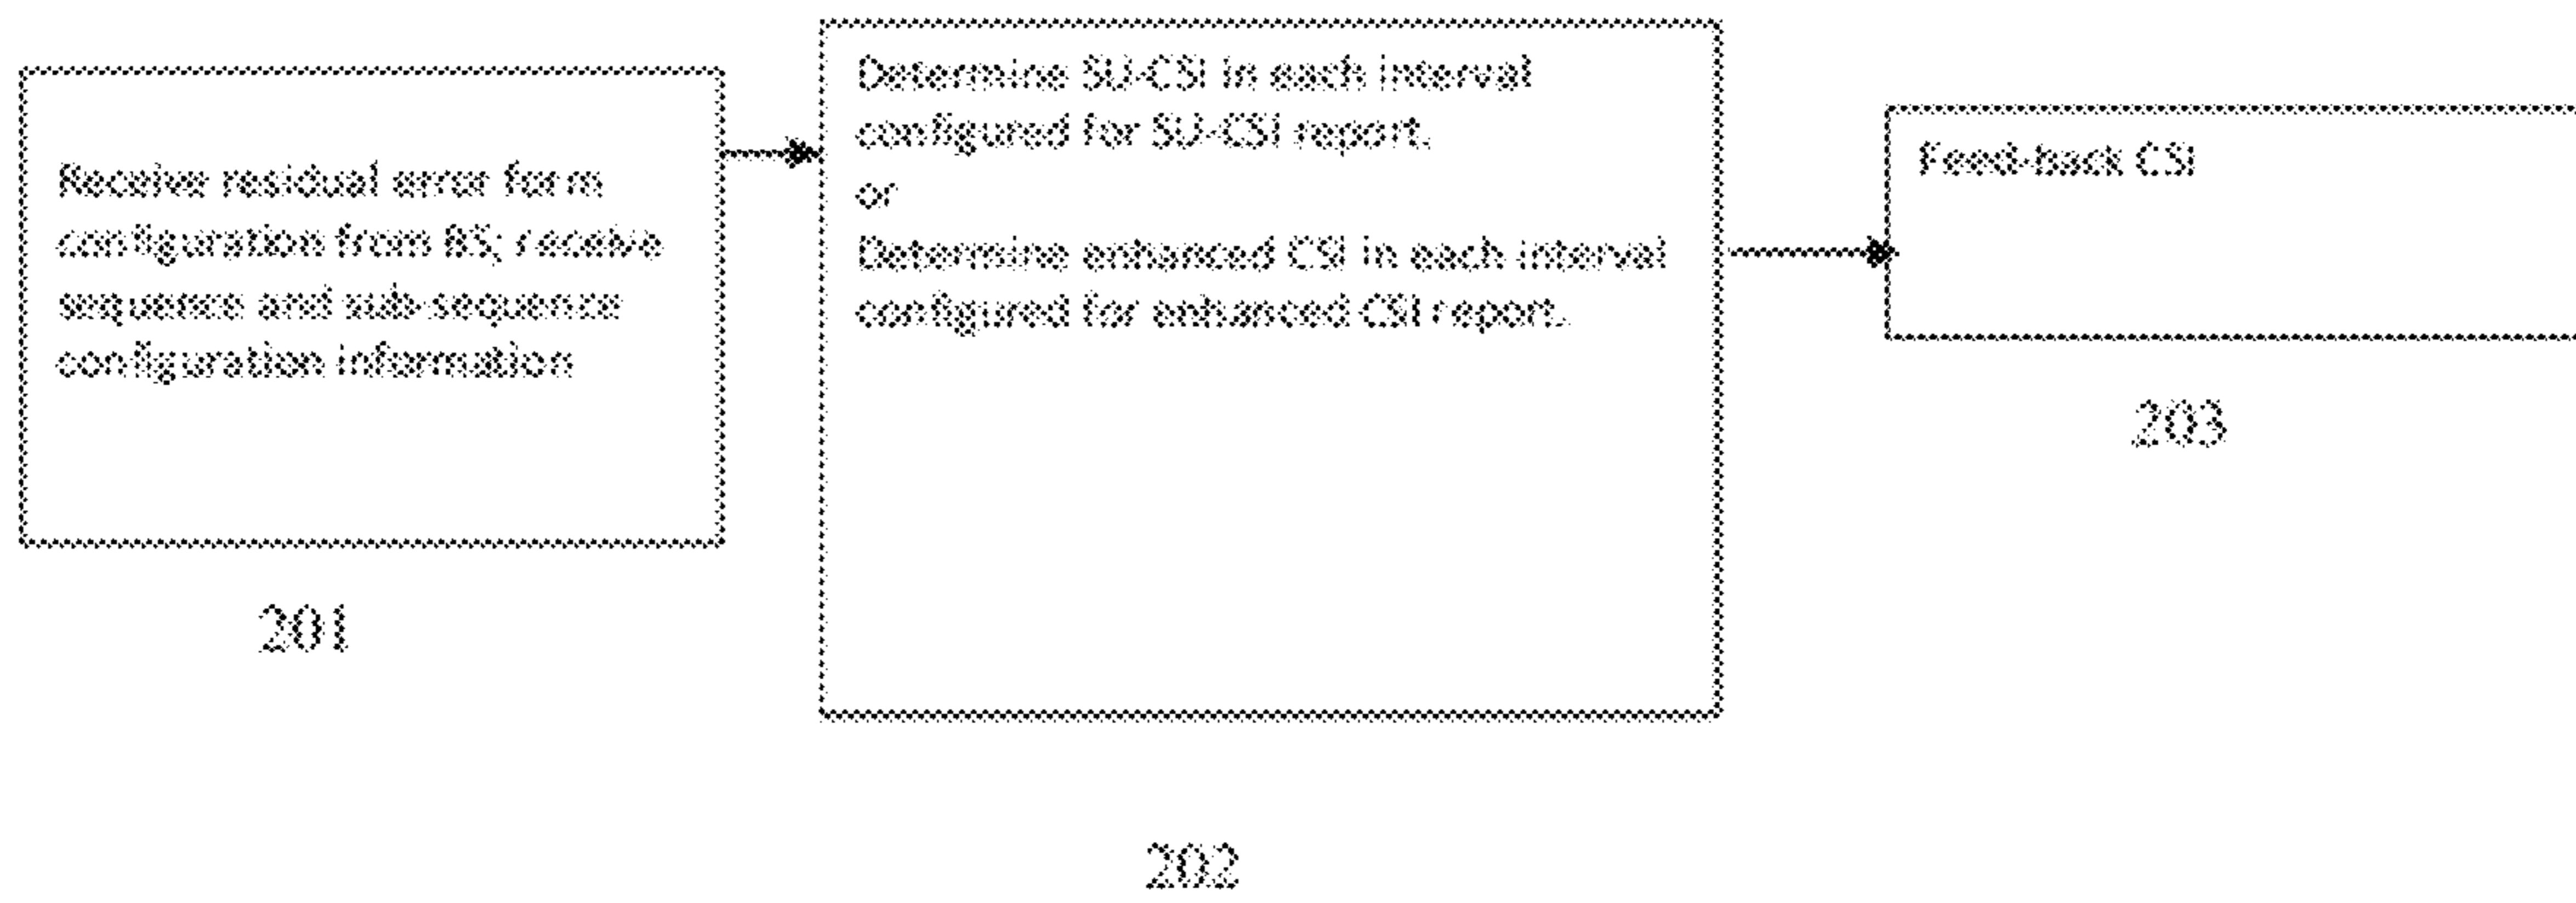 Receive residual error form
configuration from BS; receive
sequence and sub-sequence
configuration information
201
Determine SU-CSI in each interval
configured for SU-CSI report.
or
Determine enhanced CSI in each interval
configured for enhanced CSI report.
202
Feed-back CSI
203